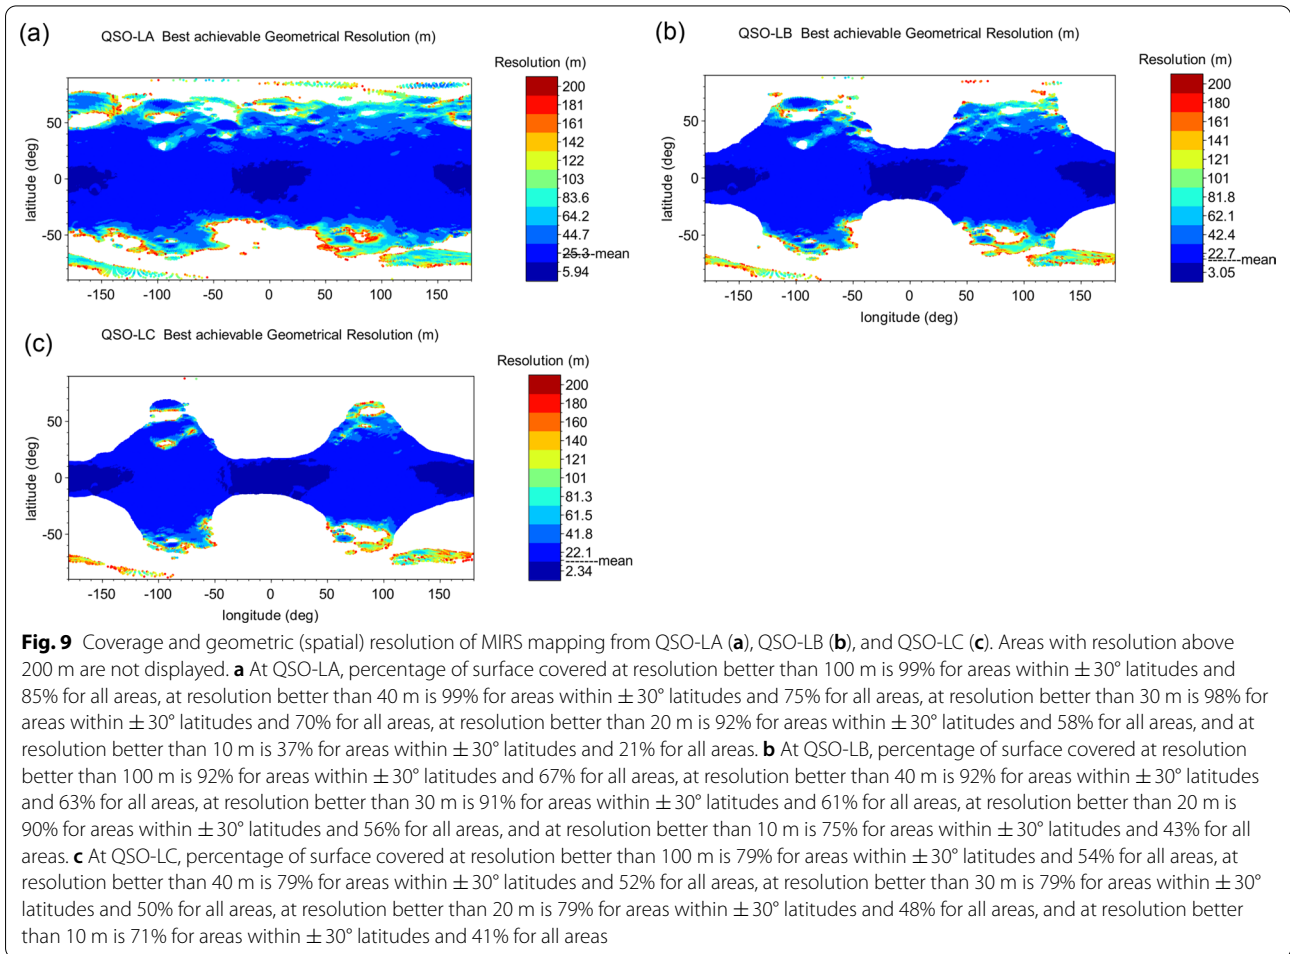 (a)
QSO-LA Best achievable Geometrical Resolution (m)
Resolution (m)
200
181
161
142
122
103
83.6
64.2
44.7
25.3
mean
5.94
latitude (deg)
50
0
-50
-150
-100
-50
0
50
100
150
(b)
QSO-LB Best achievable Geometrical Resolution (m)
Resolution (m)
200
180
161
141
121
101
81.8
62.1
42.4
22.7
mean
3.05
latitude (deg)
50
0
-50
-150
-100
-50
0
50
100
150
longitude (deg)
(c)
QSO-LC Best achievable Geometrical Resolution (m)
Resolution (m)
200
180
160
140
121
101
81.3
61.5
41.8
22.1
mean
2.34
latitude (deg)
50
0
-50
-150
-100
-50
0
50
100
150
longitude (deg)
Fig. 9 Coverage and geometric (spatial) resolution of MIRS mapping from QSO-LA (a), QSO-LB (b), and QSO-LC (c). Areas with resolution above
200 m are not displayed. a At QSO-LA, percentage of surface covered at resolution better than 100 m is 99% for areas within ±30° latitudes and
85% for all areas, at resolution better than 40 m is 99% for areas within ±30° latitudes and 75% for all areas, at resolution better than 30 m is 98% for
areas within ±30° latitudes and 70% for all areas, at resolution better than 20 m is 92% for areas within ±30° latitudes and 58% for all areas, and at
resolution better than 10 m is 37% for areas within ±30° latitudes and 21% for all areas. b At QSO-LB, percentage of surface covered at resolution
better than 100 m is 92% for areas within ±30° latitudes and 67% for all areas, at resolution better than 40 m is 92% for areas within ±30° latitudes
and 63% for all areas, at resolution better than 30 m is 91% for areas within ±30° latitudes and 61% for all areas, at resolution better than 20 m is
90% for areas within ±30° latitudes and 56% for all areas, and at resolution better than 10 m is 75% for areas within ±30° latitudes and 43% for all
areas. c At QSO-LC, percentage of surface covered at resolution better than 100 m is 79% for areas within ±30° latitudes and 54% for all areas, at
resolution better than 40 m is 79% for areas within ±30° latitudes and 52% for all areas, at resolution better than 30 m is 79% for areas within ±30°
latitudes and 50% for all areas, at resolution better than 20 m is 79% for areas within ±30° latitudes and 48% for all areas, and at resolution better
than 10 m is 71% for areas within ±30° latitudes and 41% for all areas